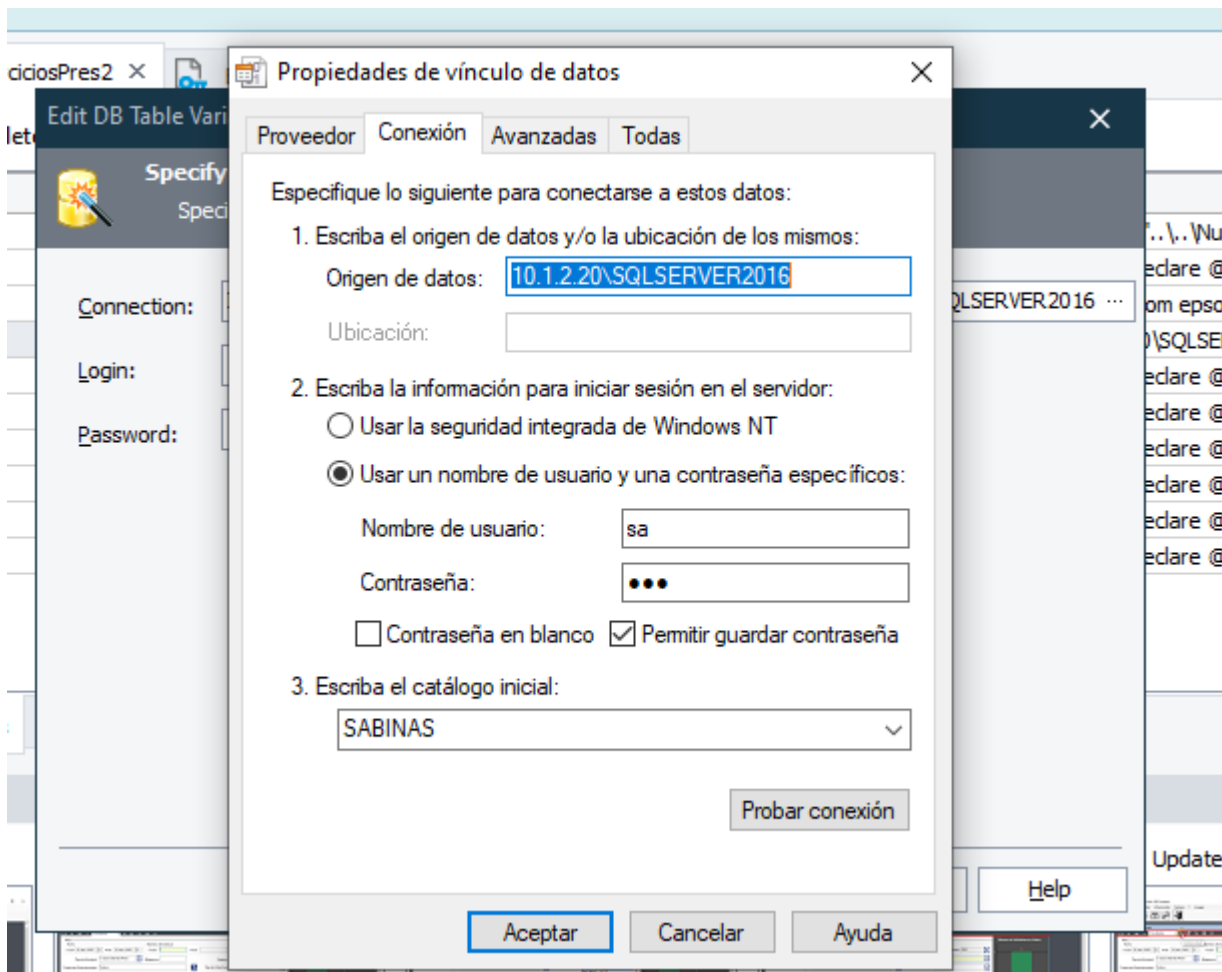 ciciosPres2
Propiedades de vínculo de datos
Edit DB Table Vari
Proveedor Conexión Avanzadas Todas
Specify
Speci
Especifique lo siguiente para conectarse a estos datos:
1. Escriba el origen de datos y/o la ubicación de los mismos:
Origen de datos: 10.1.2.20\SQLSERVER2016
Connection: QLSERVER2016 ...
Ubicación:
Login:
2. Escriba la información para iniciar sesión en el servidor:
Usar la seguridad integrada de Windows NT
Password:
Usar un nombre de usuario y una contraseña específicos:
Nombre de usuario: sa
Contraseña: •••
Contraseña en blanco Permitir guardar contraseña
3. Escriba el catálogo inicial:
SABINAS
Probar conexión
Help
Aceptar Cancelar Ayuda
"..\..\Nu
eclare @
om epso
0\SQLSE
eclare @
eclare @
eclare @
eclare @
eclare @
eclare @
Update